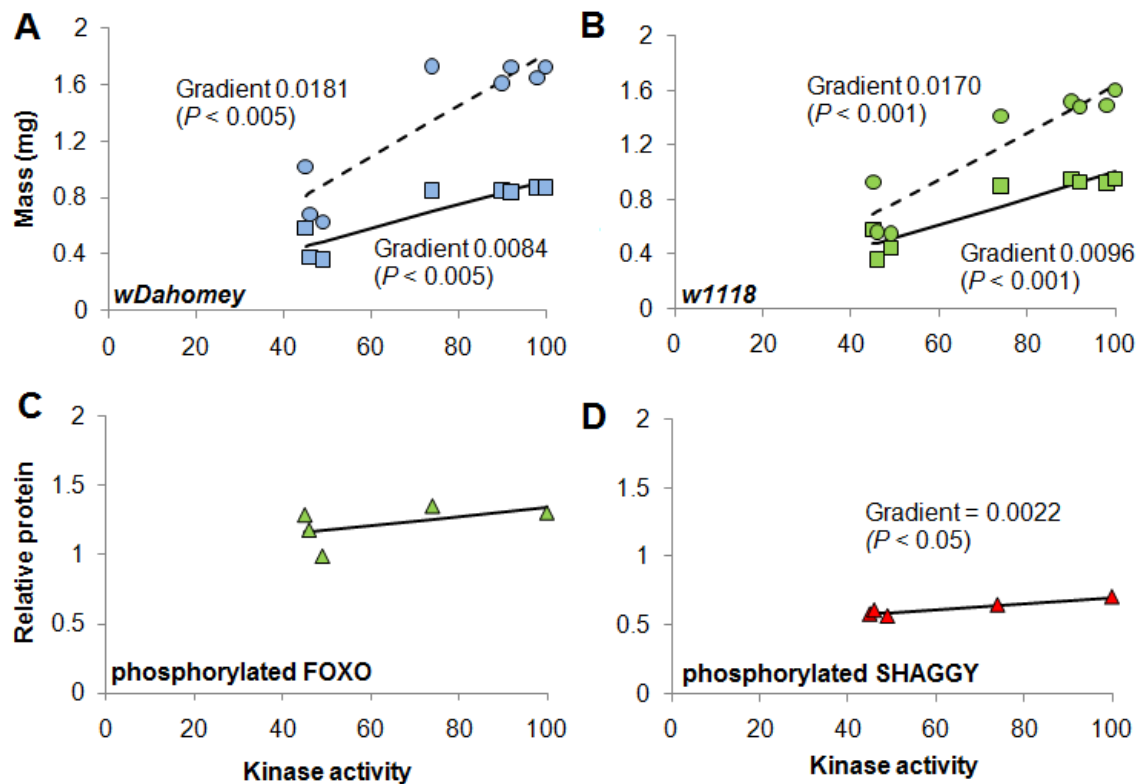 A
2
1.6
1.2
0.8
0.4
0
Mass (mg)
Gradient 0.0181
(P < 0.005)
Gradient 0.0084
(P < 0.005)
wDahomey
0 20 40 60 80 100
B
2
1.6
1.2
0.8
0.4
0
Gradient 0.0170
(P < 0.001)
Gradient 0.0096
(P < 0.001)
w1118
0 20 40 60 80 100
C
2
1.5
1
0.5
0
Relative protein
phosphorylated FOXO
0 20 40 60 80 100
Kinase activity
D
2
1.5
1
0.5
0
Gradient = 0.0022
(P < 0.05)
phosphorylated SHAGGY
0 20 40 60 80 100
Kinase activity